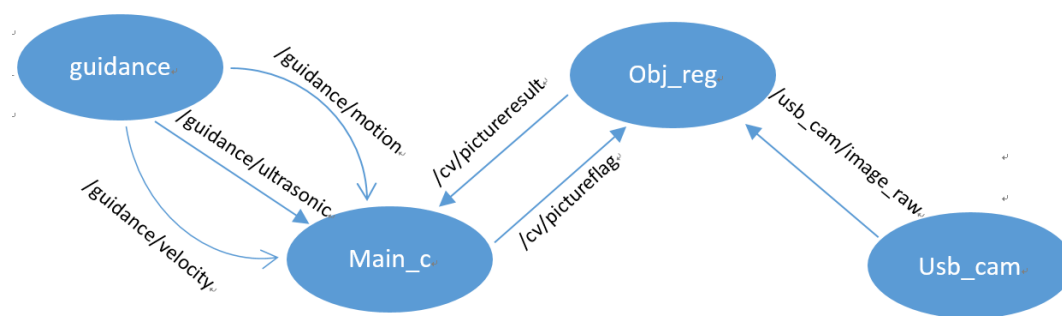 guidance
/guidance/motion
/guidance/ultrasonic
/guidance/velocity
Main_c
/cv/pictureresult
/cv/pictureflag
Obj_reg
/usb_cam/image_raw
Usb_cam